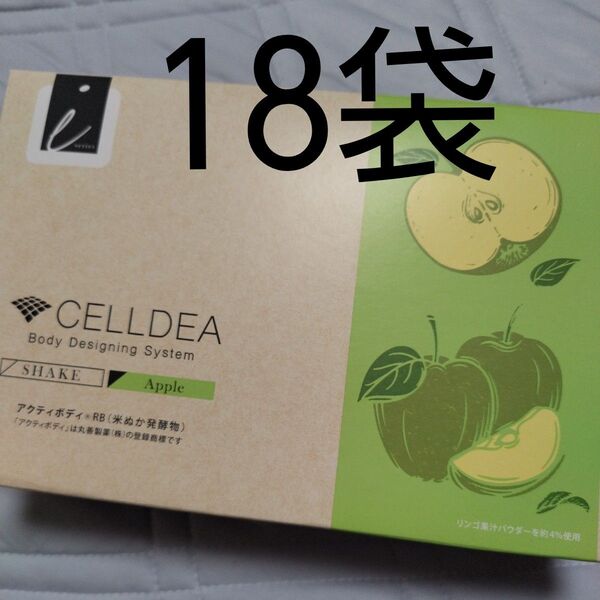 18袋
l
series
CELLDEA
Body Designing System
SHAKE
Apple
アクティボディ®RB(米ぬか発酵物)
「アクティボディ」は丸善製薬(株)の登録商標です
リンゴ果汁パウダーを約4%使用